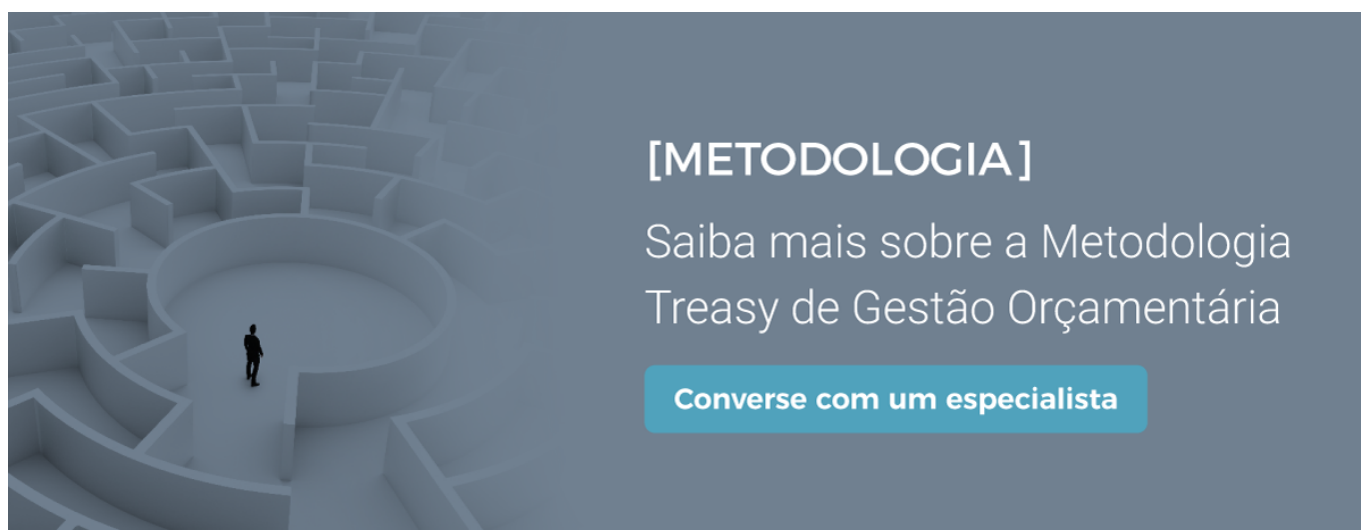 [METODOLOGIA]
Saiba mais sobre a Metodologia
Treasy de Gestão Orçamentária
Converse com um especialista